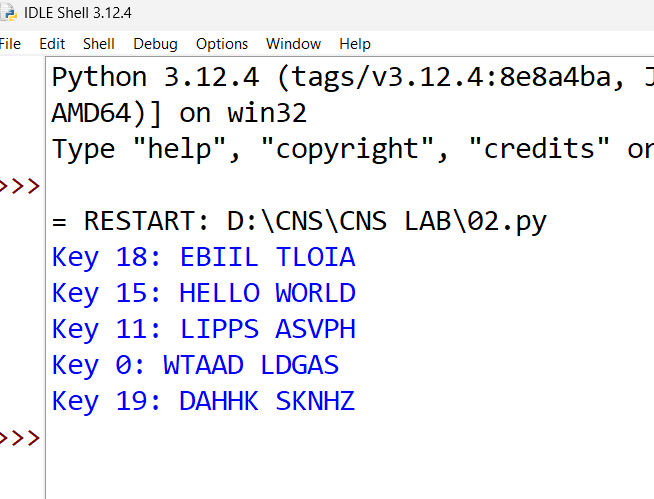 IDLE Shell 3.12.4
File Edit Shell Debug Options Window Help
Python 3.12.4 (tags/v3.12.4:8e8a4ba,
AMD64)] on win32
Type "help", "copyright", "credits" or
>>>
= RESTART: D:\CNS\CNS LAB\02.py
Key 18: EBIIL TLOIA
Key 15: HELLO WORLD
Key 11: LIPPS ASVPH
Key 0: WTAAD LDGAS
Key 19: DAHHK SKNHZ
>>>